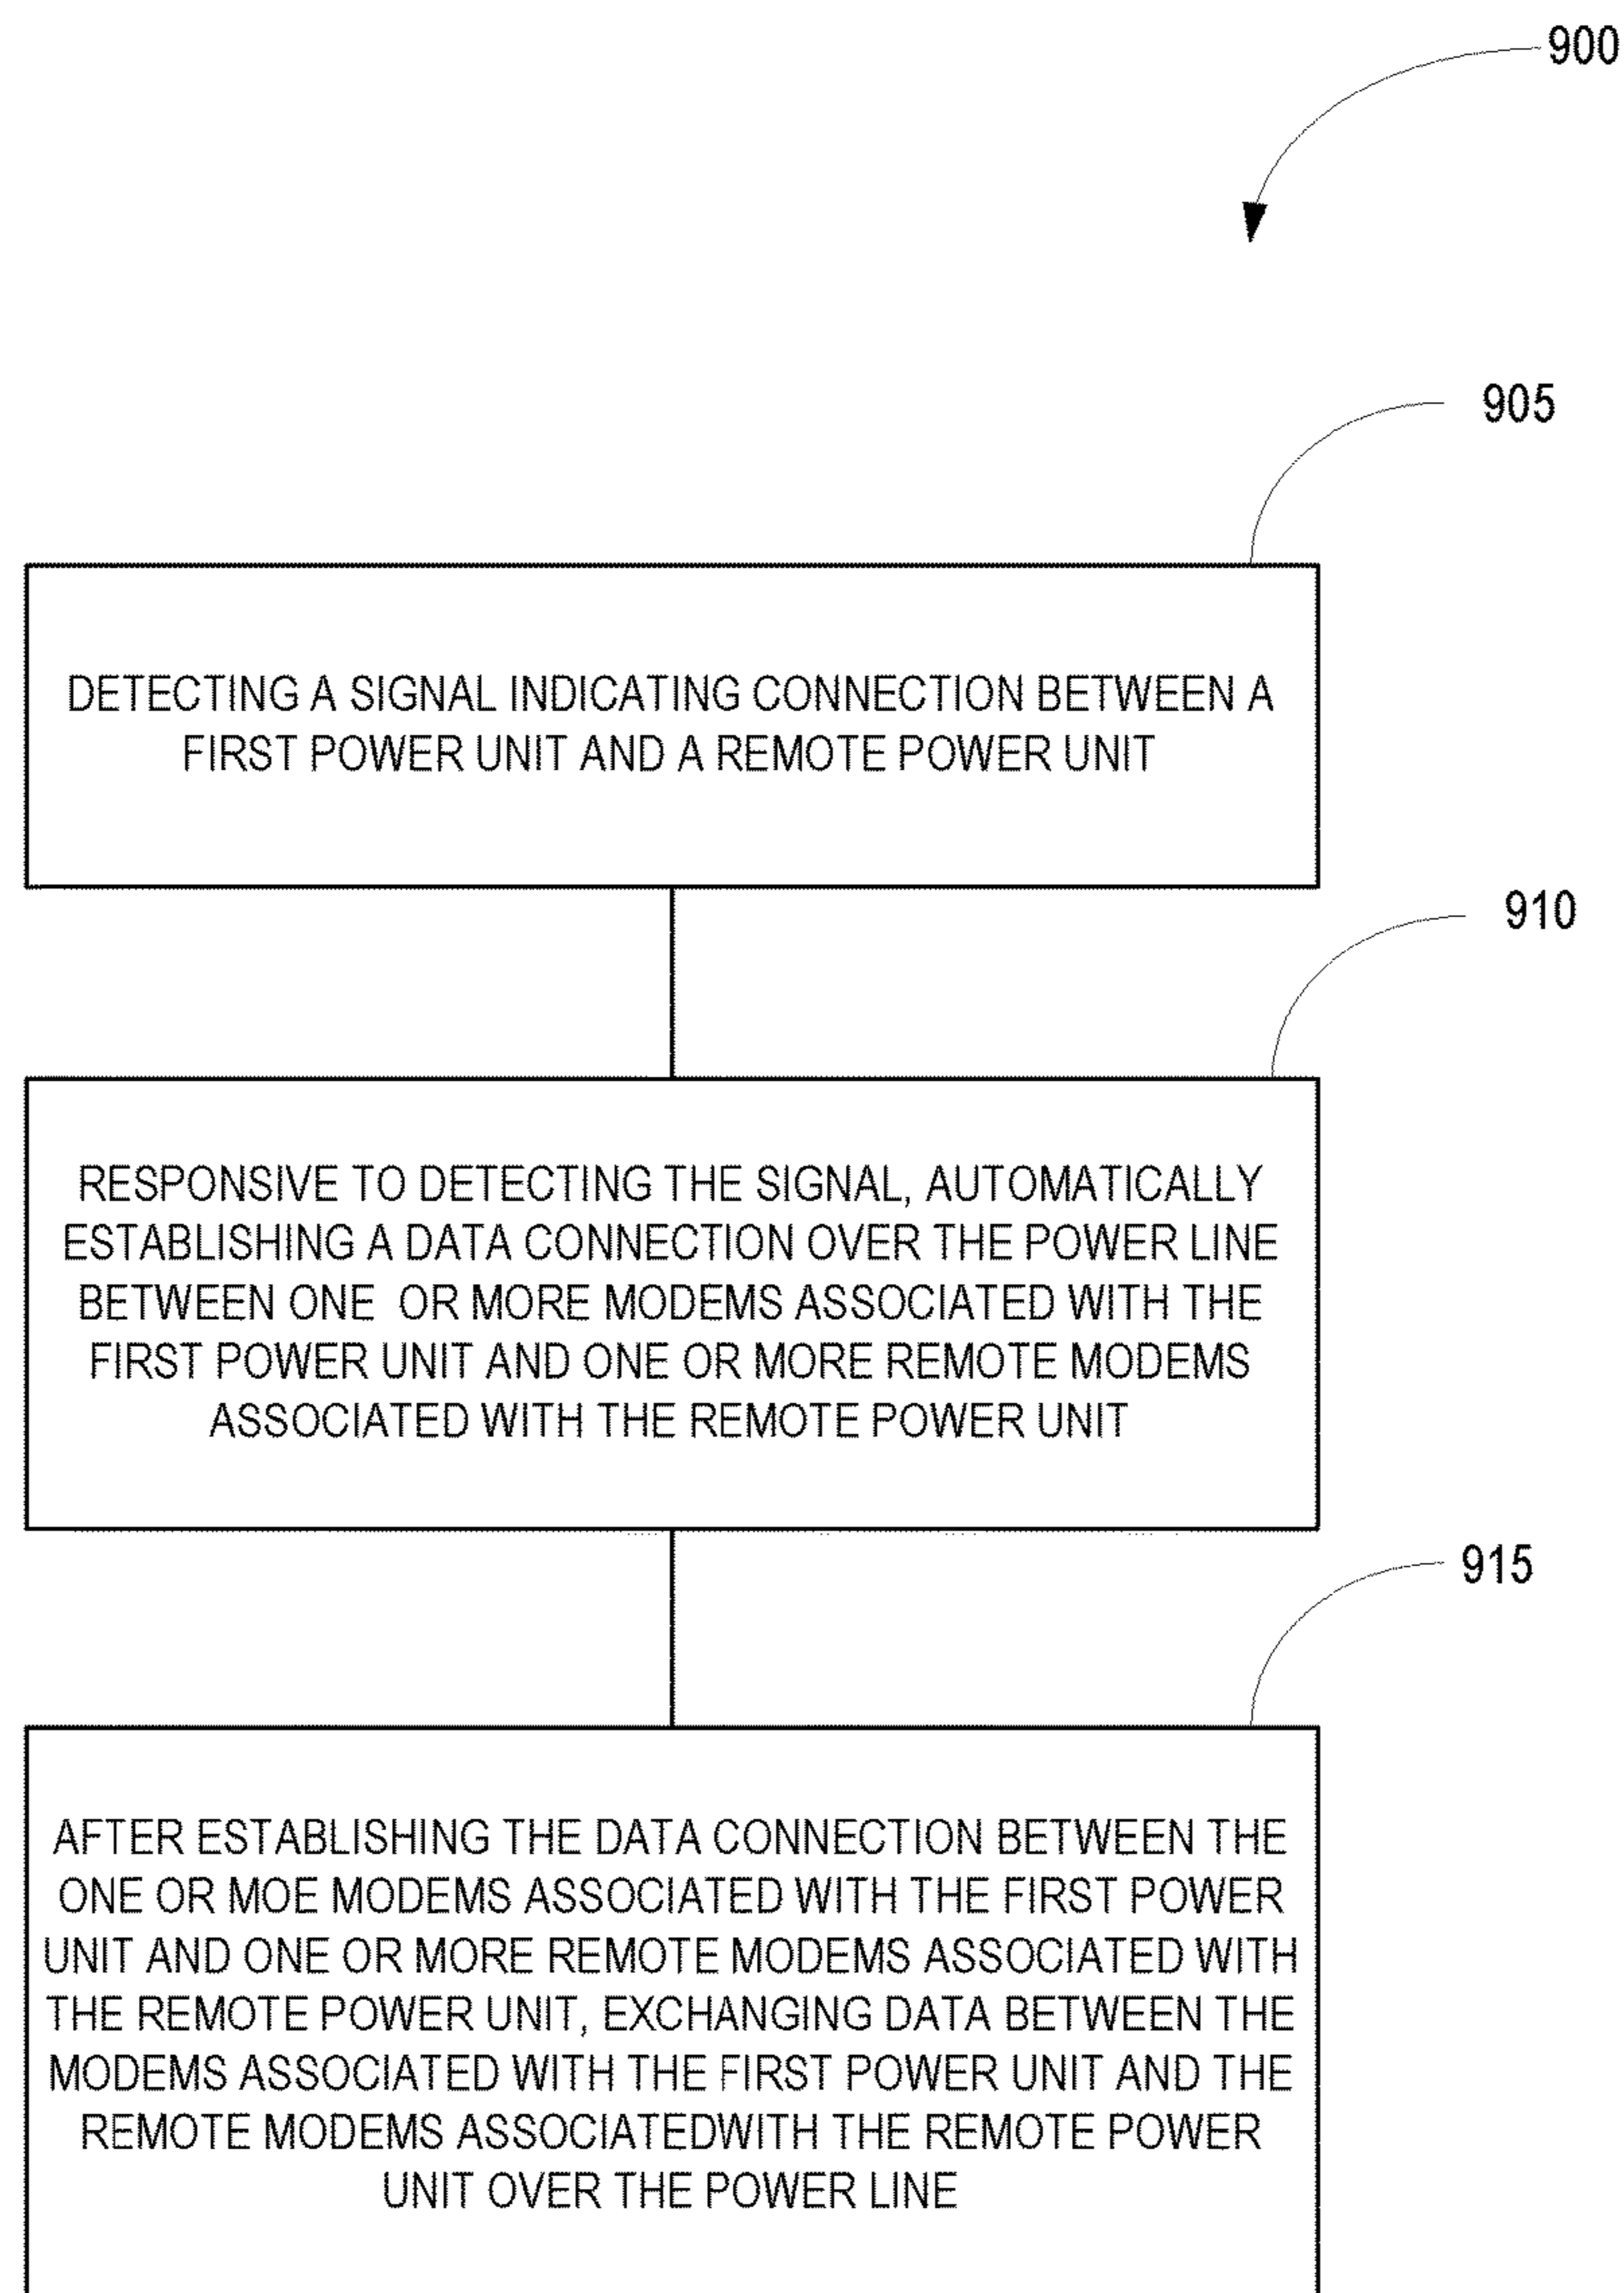 900
905
DETECTING A SIGNAL INDICATING CONNECTION BETWEEN A
FIRST POWER UNIT AND A REMOTE POWER UNIT
910
RESPONSIVE TO DETECTING THE SIGNAL, AUTOMATICALLY
ESTABLISHING A DATA CONNECTION OVER THE POWER LINE
BETWEEN ONE OR MORE MODEMS ASSOCIATED WITH THE
FIRST POWER UNIT AND ONE OR MORE REMOTE MODEMS
ASSOCIATED WITH THE REMOTE POWER UNIT
915
AFTER ESTABLISHING THE DATA CONNECTION BETWEEN THE
ONE OR MOE MODEMS ASSOCIATED WITH THE FIRST POWER
UNIT AND ONE OR MORE REMOTE MODEMS ASSOCIATED WITH
THE REMOTE POWER UNIT, EXCHANGING DATA BETWEEN THE
MODEMS ASSOCIATED WITH THE FIRST POWER UNIT AND THE
REMOTE MODEMS ASSOCIATEDWITH THE REMOTE POWER
UNIT OVER THE POWER LINE